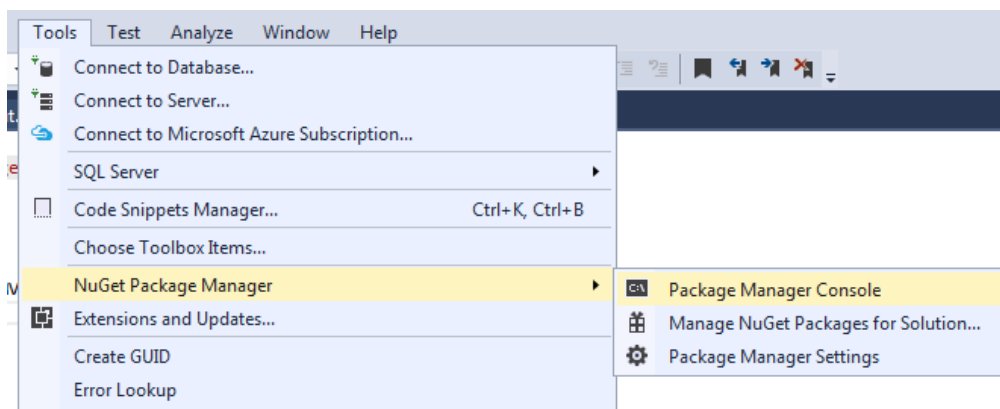 Tools Test Analyze Window Help
Connect to Database...
Connect to Server...
Connect to Microsoft Azure Subscription...
SQL Server
Code Snippets Manager... Ctrl+K, Ctrl+B
Choose Toolbox Items...
NuGet Package Manager
Package Manager Console
Extensions and Updates...
Manage NuGet Packages for Solution...
Create GUID
Package Manager Settings
Error Lookup